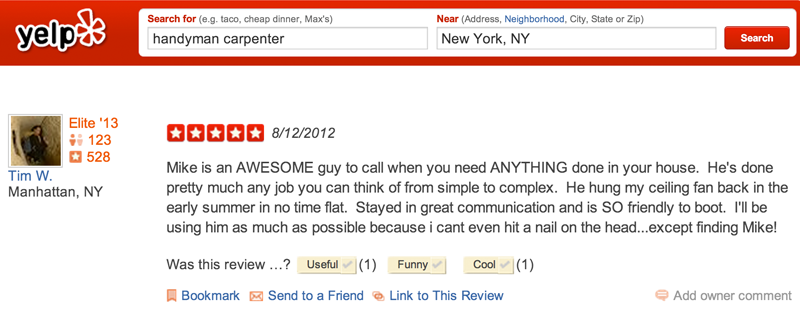 yelp
Search for (e.g. taco, cheap dinner, Max's)
handyman carpenter
Near (Address, Neighborhood, City, State or Zip)
New York, NY
Search
Elite '13
123
528
Tim W.
Manhattan, NY
8/12/2012
Mike is an AWESOME guy to call when you need ANYTHING done in your house.  He's done
pretty much any job you can think of from simple to complex.  He hung my ceiling fan back in the
early summer in no time flat.  Stayed in great communication and is SO friendly to boot.  I'll be
using him as much as possible because i cant even hit a nail on the head...except finding Mike!
Was this review …? Useful (1) Funny Cool (1)
Bookmark Send to a Friend Link to This Review Add owner comment